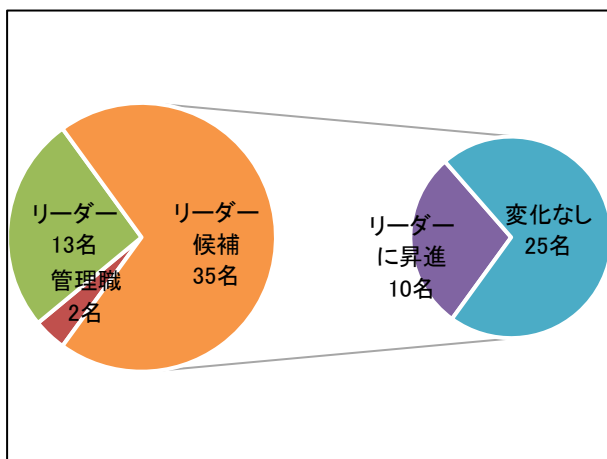 リーダー
13名
管理職
2名
リーダー
候補
35名
リーダー
に昇進
10名
変化なし
25名